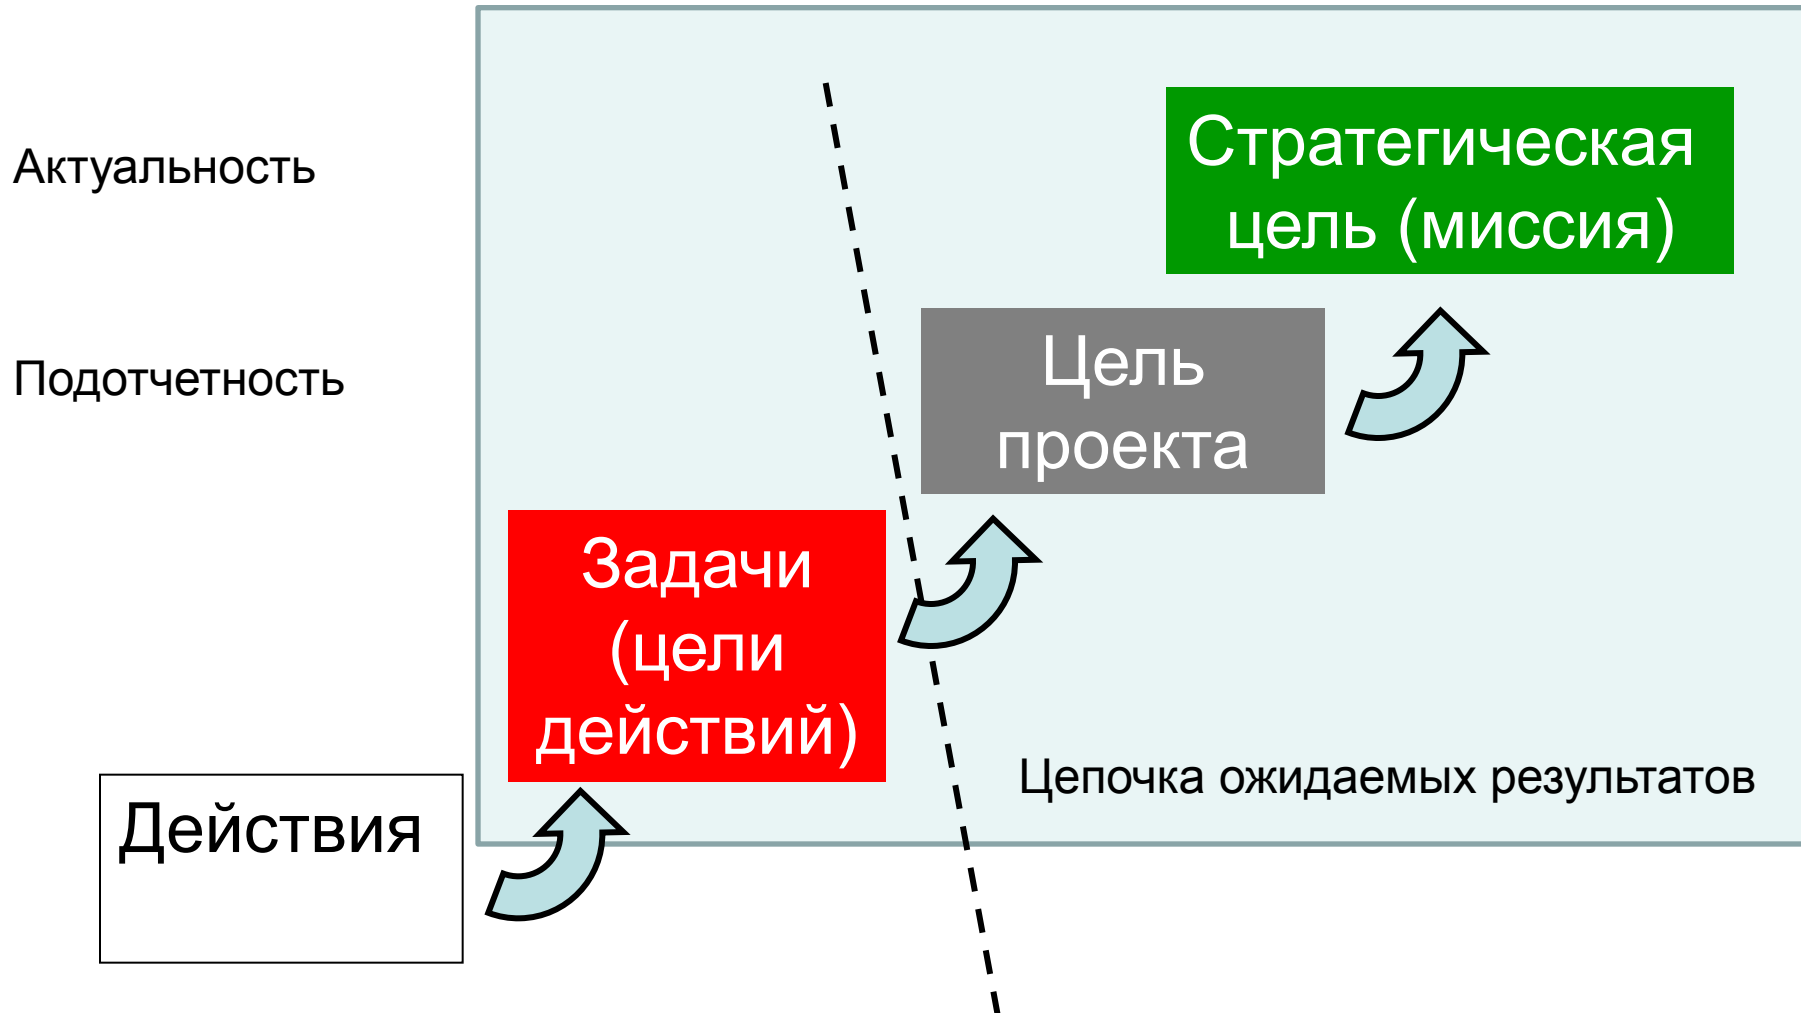 Актуальность
Стратегическая
цель (миссия)
Подотчетность
Цель
проекта
Задачи
(цели
действий)
Цепочка ожидаемых результатов
Действия